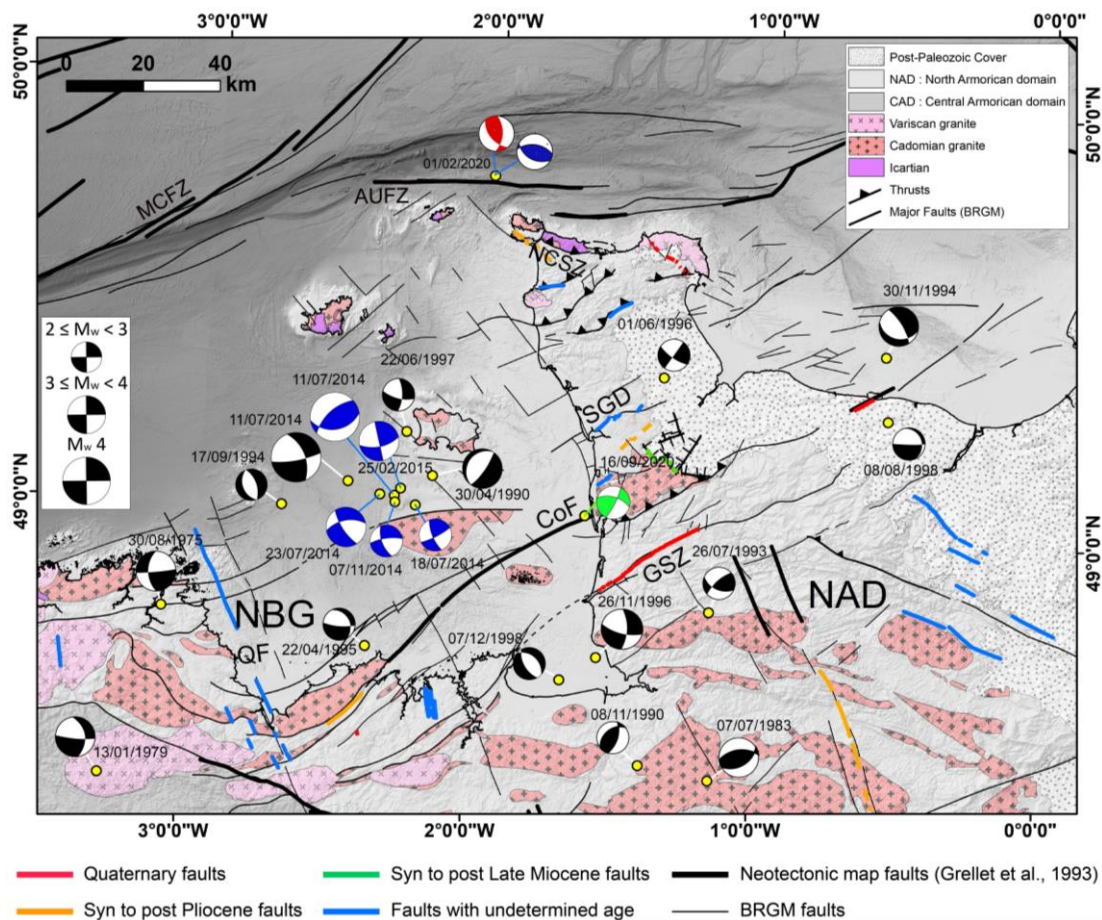 3°0'0"W
2°0'0"W
1°0'0"W
0°0'0"
50°0'0"N
50°0'0"N
49°0'0"N
49°0'0"N
0 20 40
km
Post-Paleozoic Cover
NAD : North Armorican domain
CAD : Central Armorican domain
Variscan granite
Cadomian granite
Icartian
Thrusts
Major Faults (BRGM)
01/02/2020
MCFZ
AUFZ
NCSZ
30/11/1994
01/06/1996
2 ≤ Mw < 3
3 ≤ Mw < 4
Mw 4
22/06/1997
11/07/2014
11/07/2014
SGD
17/09/1994
25/02/2015
16/09/2020
08/08/1998
30/04/1990
CoF
30/08/1975
23/07/2014
07/11/2014
18/07/2014
GSZ
26/07/1993
NBG
NAD
26/11/1996
QF
22/04/1995
07/12/1998
08/11/1990
07/07/1983
13/01/1979
3°0'0"W
2°0'0"W
1°0'0"W
0°0'0"
Quaternary faults
Syn to post Late Miocene faults
Neotectonic map faults (Grellet et al., 1993)
Syn to post Pliocene faults
Faults with undetermined age
BRGM faults